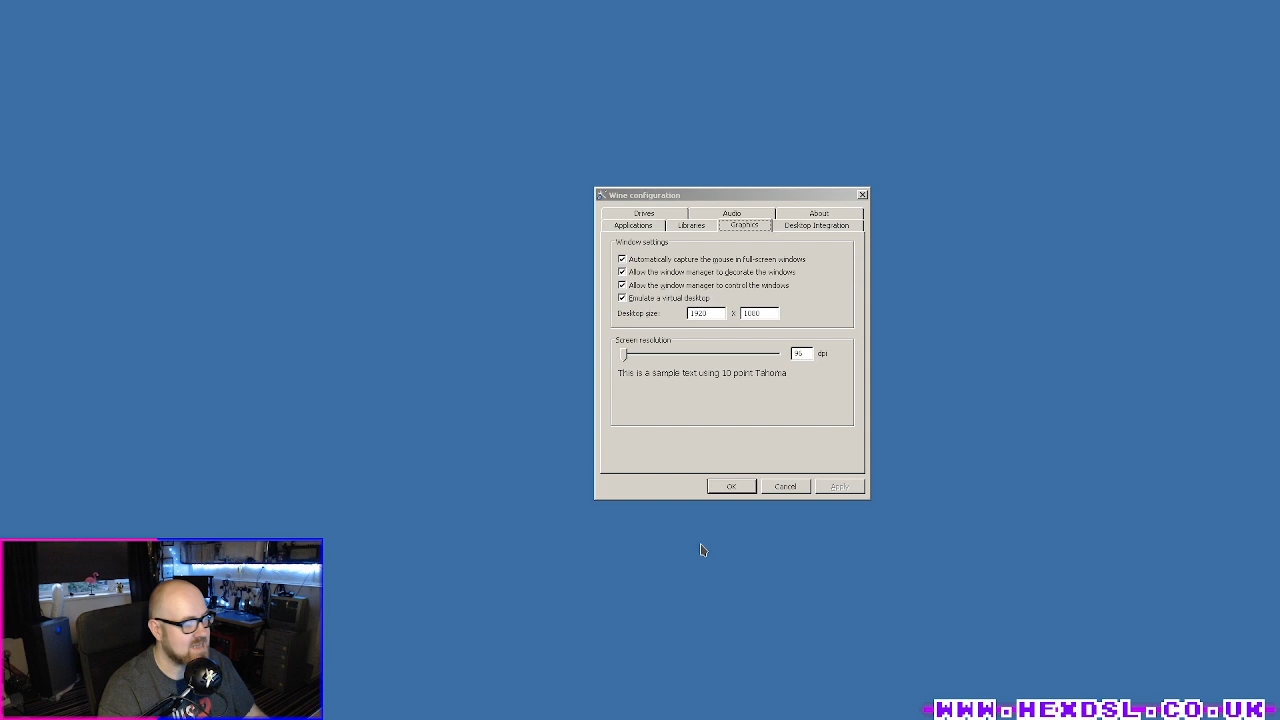 Wine configuration
Drives Audio About
Applications Libraries Graphics Desktop Integration
Window settings
Automatically capture the mouse in full-screen windows
Allow the window manager to decorate the windows
Allow the window manager to control the windows
Emulate a virtual desktop
Desktop size: 1920 X 1080
Screen resolution
96 dpi
This is a sample text using 10 point Tahoma
OK Cancel Apply
WWW.HEXDSL.CO.UK